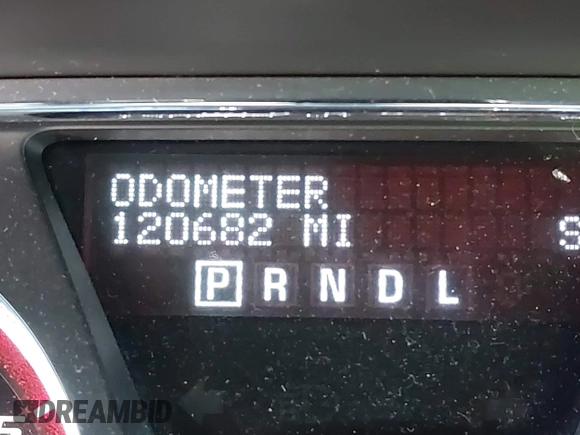 ODOMETER
120682 MI
P R N D L
DREAMBID